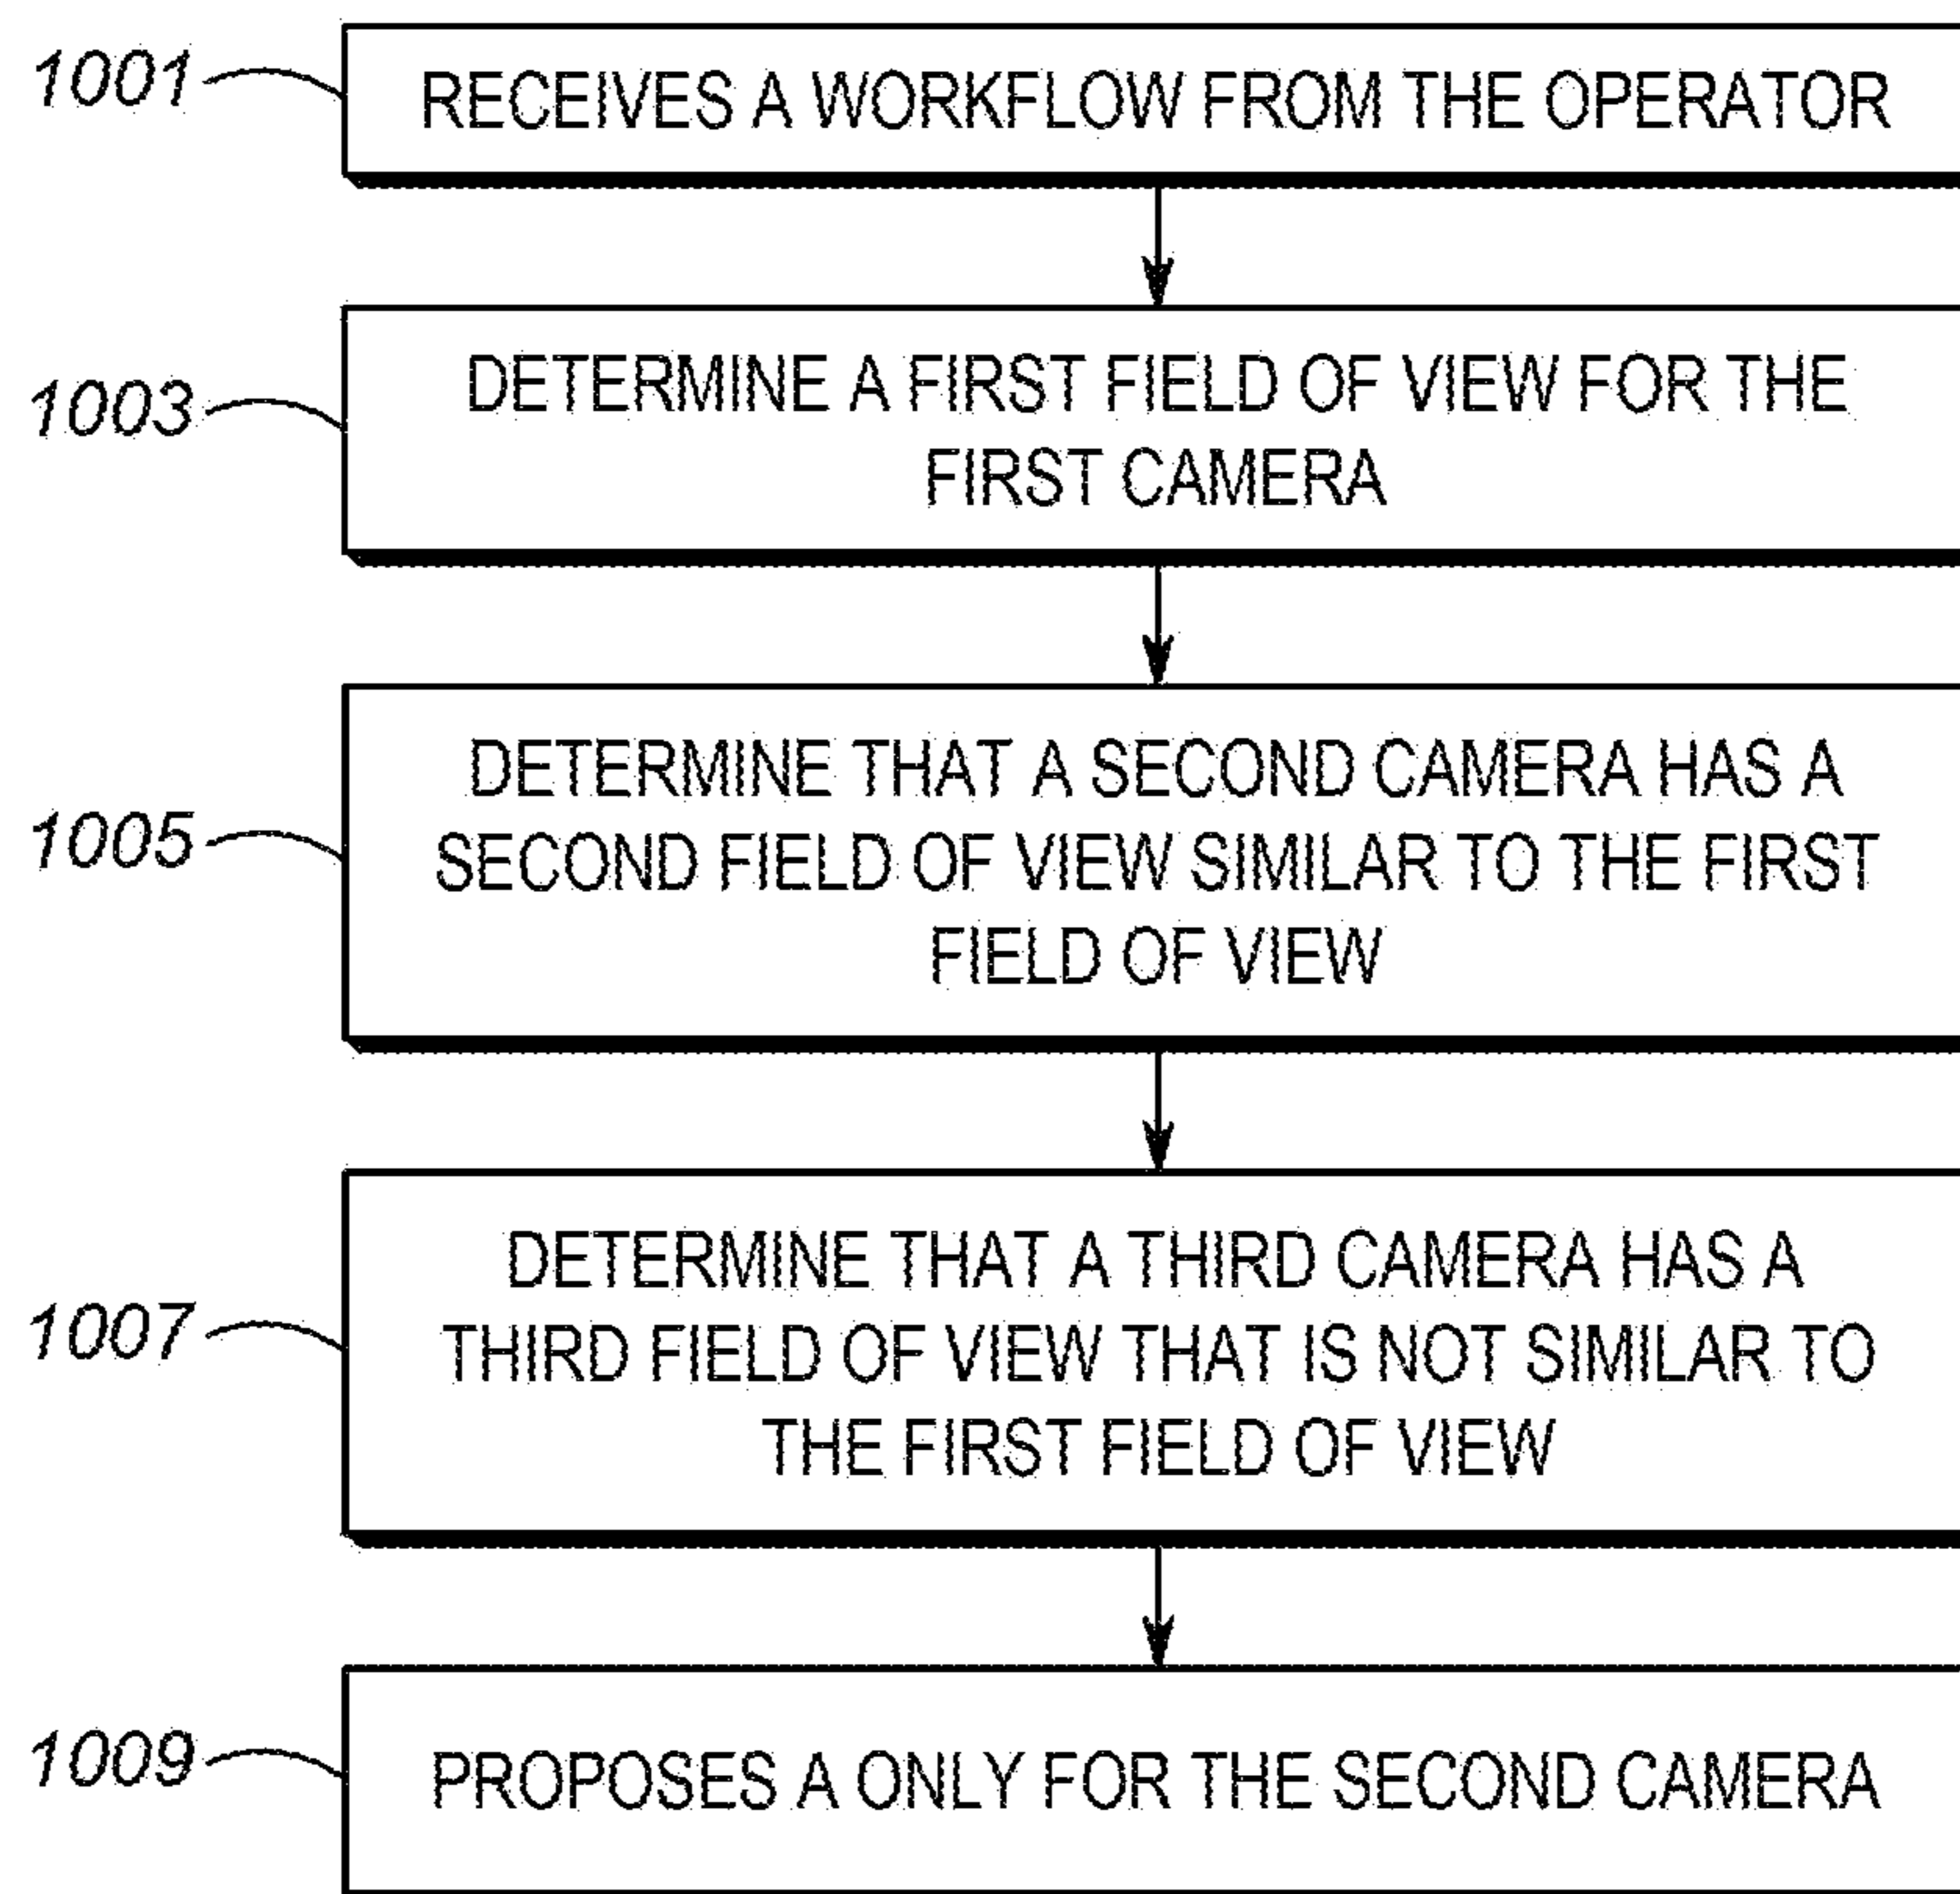 1001 RECEIVES A WORKFLOW FROM THE OPERATOR
1003 DETERMINE A FIRST FIELD OF VIEW FOR THE
FIRST CAMERA
DETERMINE THAT A SECOND CAMERA HAS A
1005 SECOND FIELD OF VIEW SIMILAR TO THE FIRST
FIELD OF VIEW
DETERMINE THAT A THIRD CAMERA HAS A
1007 THIRD FIELD OF VIEW THAT IS NOT SIMILAR TO
THE FIRST FIELD OF VIEW
1009 PROPOSES A ONLY FOR THE SECOND CAMERA